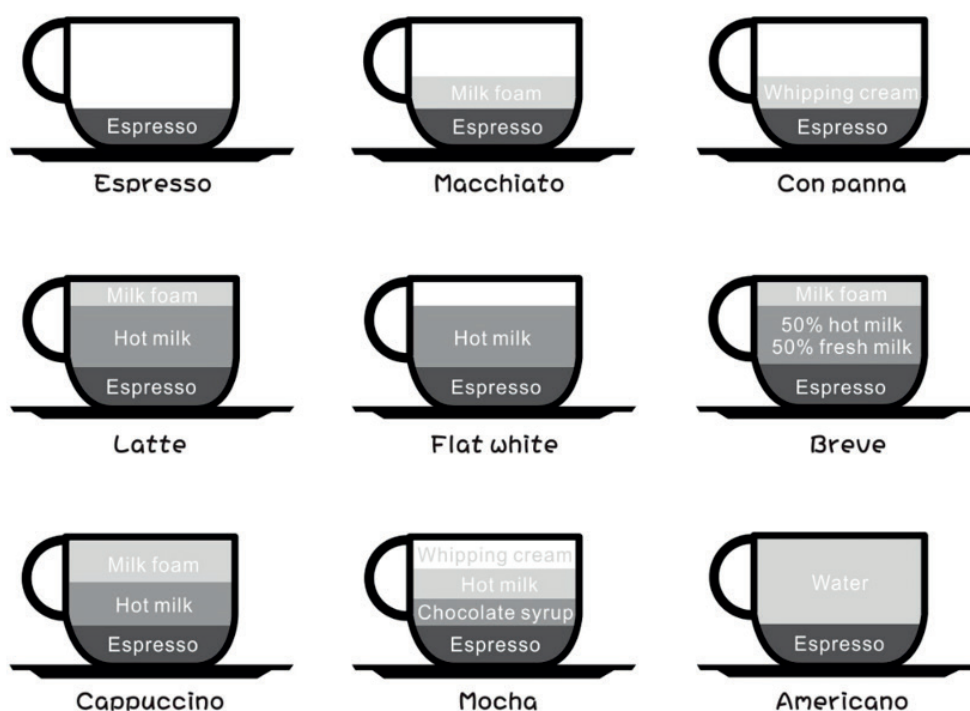 Espresso
Espresso
Milk foam
Espresso
Macchiato
Whipping cream
Espresso
Con panna
Milk foam
Hot milk
Espresso
Latte
Hot milk
Espresso
Flat white
Milk foam
50% hot milk
50% fresh milk
Espresso
Breve
Milk foam
Hot milk
Espresso
Cappuccino
Whipping cream
Hot milk
Chocolate syrup
Espresso
Mocha
Water
Espresso
Americano